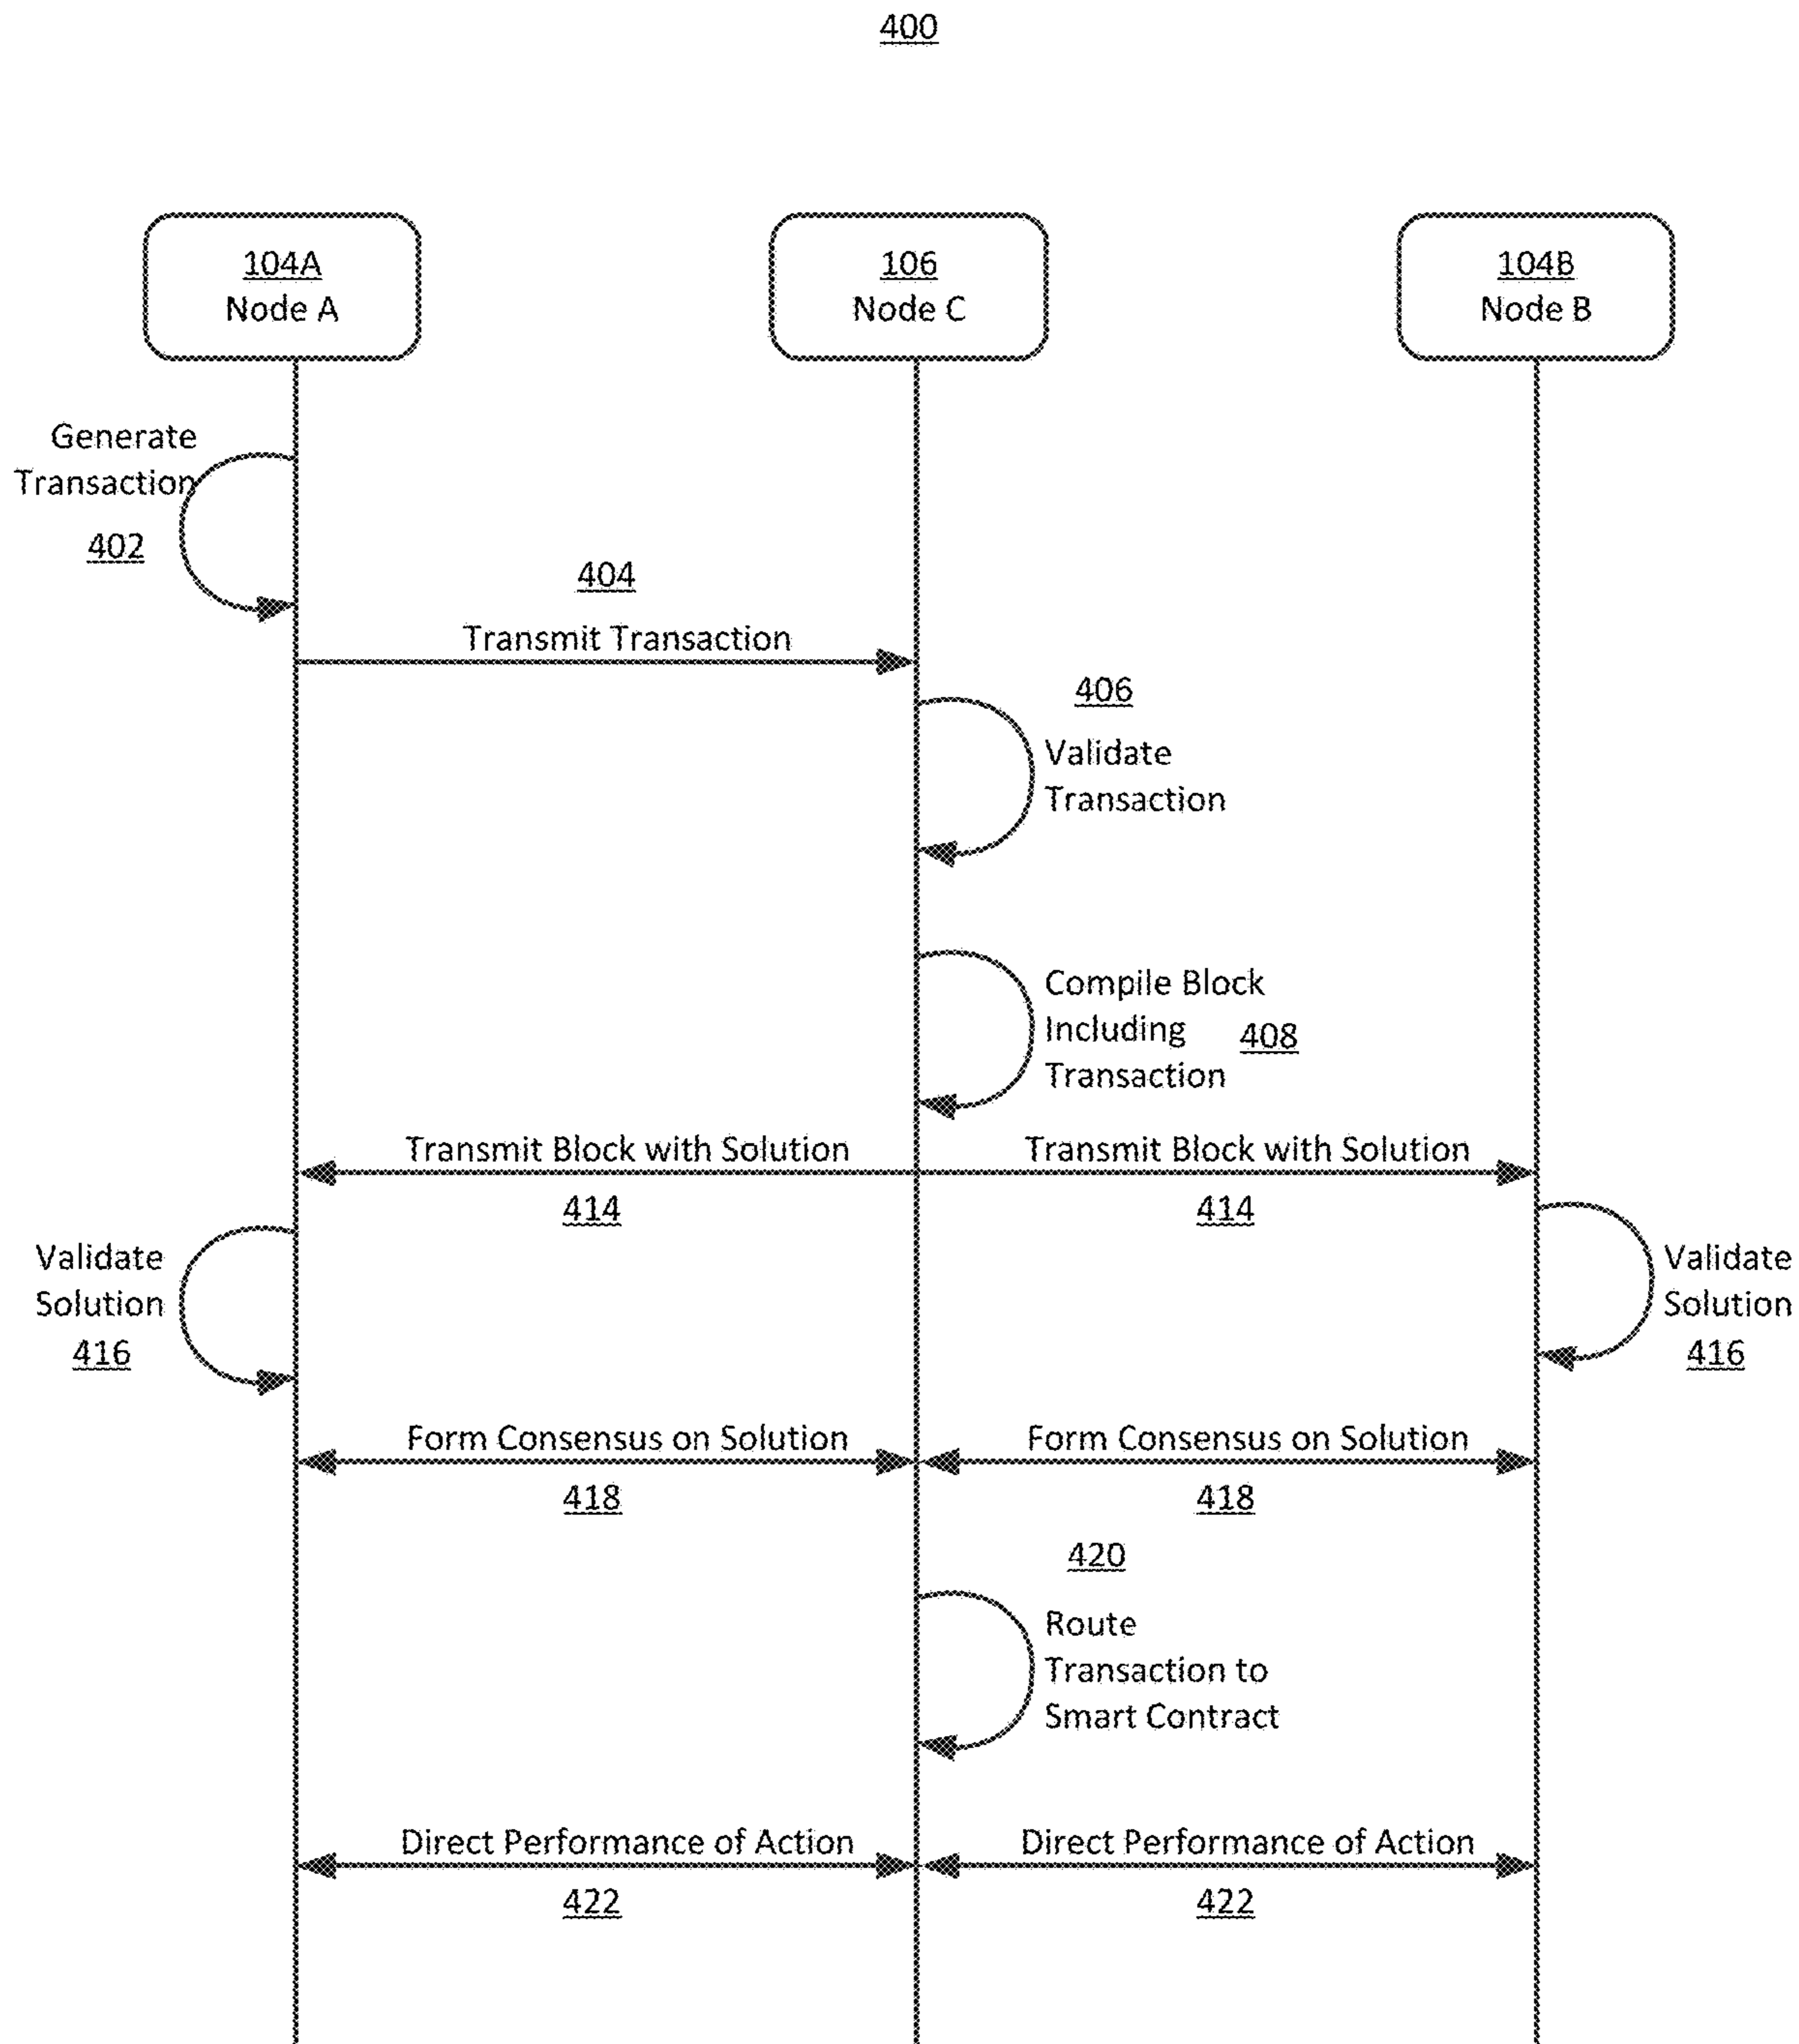 400
104A
Node A
106
Node C
104B
Node B
Generate
Transaction
402
404
Transmit Transaction
406
Validate
Transaction
Compile Block
Including
408
Transaction
Transmit Block with Solution
Transmit Block with Solution
414
414
Validate
Solution
416
Validate
Solution
416
Form Consensus on Solution
Form Consensus on Solution
418
418
420
Route
Transaction to
Smart Contract
Direct Performance of Action
Direct Performance of Action
422
422